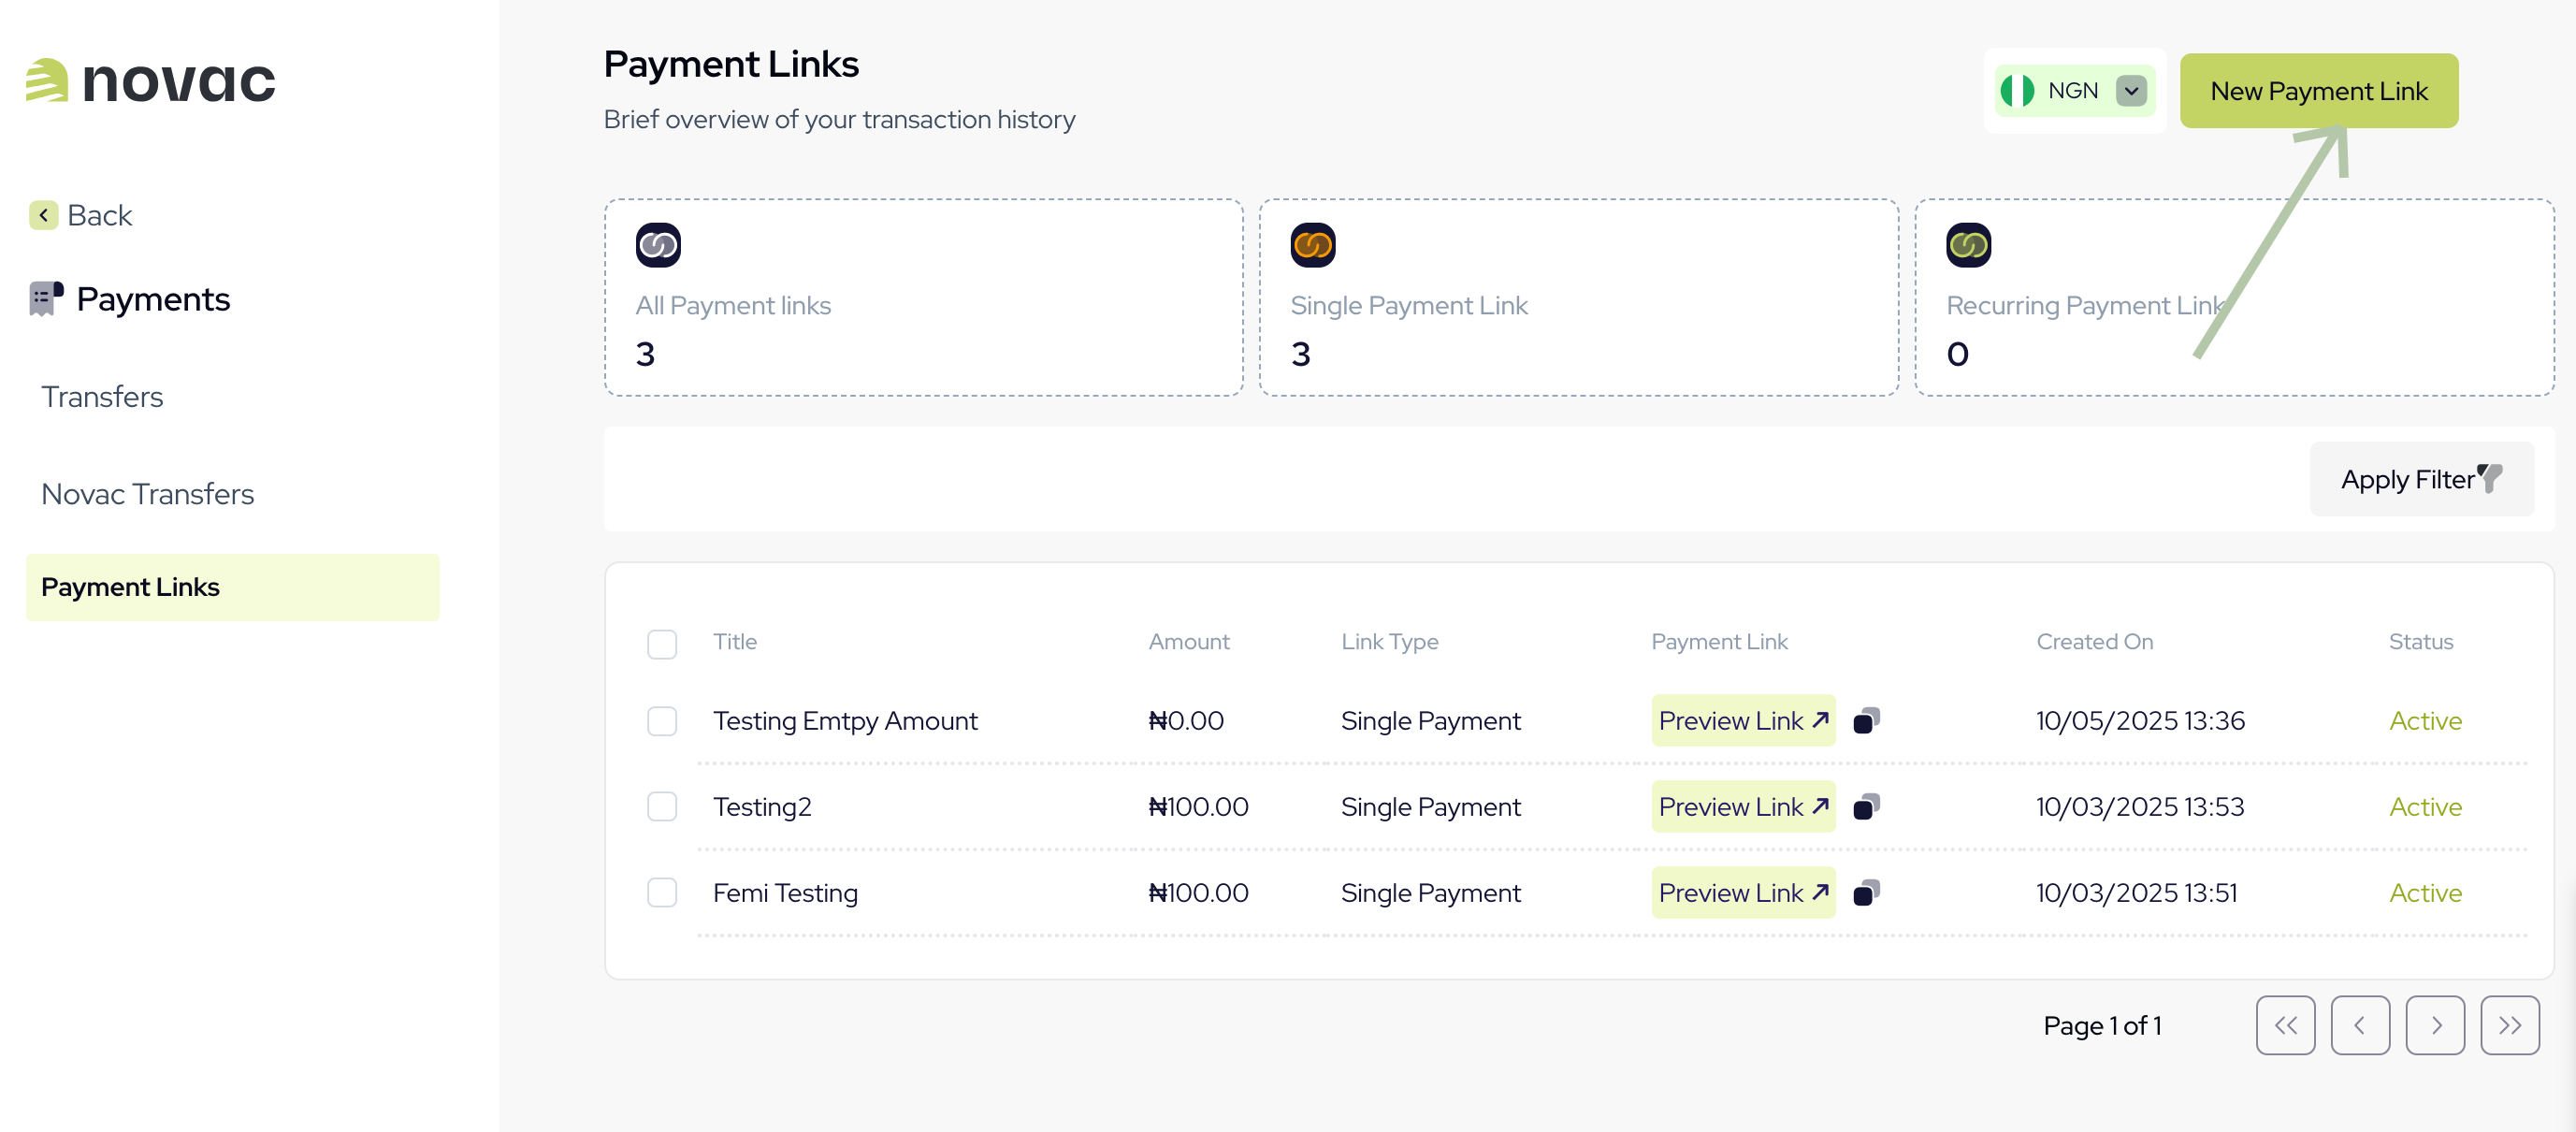 novac
Back
Payments
Transfers
Novac Transfers
Payment Links
Payment Links
Brief overview of your transaction history
NGN
New Payment Link
All Payment links
3
Single Payment Link
3
Recurring Payment Link
0
Apply Filter
Title Amount Link Type Payment Link Created On Status
Testing Emtpy Amount ₦0.00 Single Payment Preview Link 10/05/2025 13:36 Active
Testing2 ₦100.00 Single Payment Preview Link 10/03/2025 13:53 Active
Femi Testing ₦100.00 Single Payment Preview Link 10/03/2025 13:51 Active
Page 1 of 1